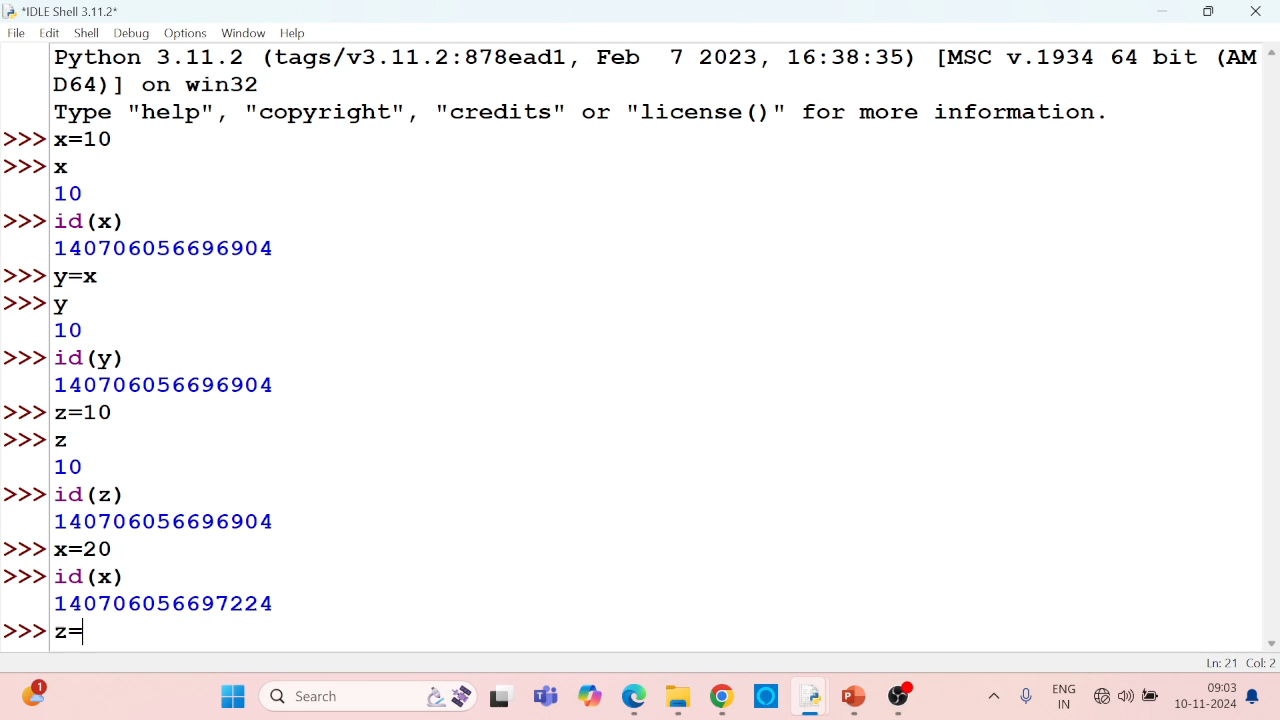 *IDLE Shell 3.11.2*
File Edit Shell Debug Options Window Help
Python 3.11.2 (tags/v3.11.2:878ead1, Feb  7 2023, 16:38:35) [MSC v.1934 64 bit (AM
D64)] on win32
Type "help", "copyright", "credits" or "license()" for more information.
>>> x=10
>>> x
10
>>> id(x)
140706056696904
>>> y=x
>>> y
10
>>> id(y)
140706056696904
>>> z=10
>>> z
10
>>> id(z)
140706056696904
>>> x=20
>>> id(x)
140706056697224
>>> z=
Ln: 21 Col: 2
1
Search
ENG
IN
09:03
10-11-2024